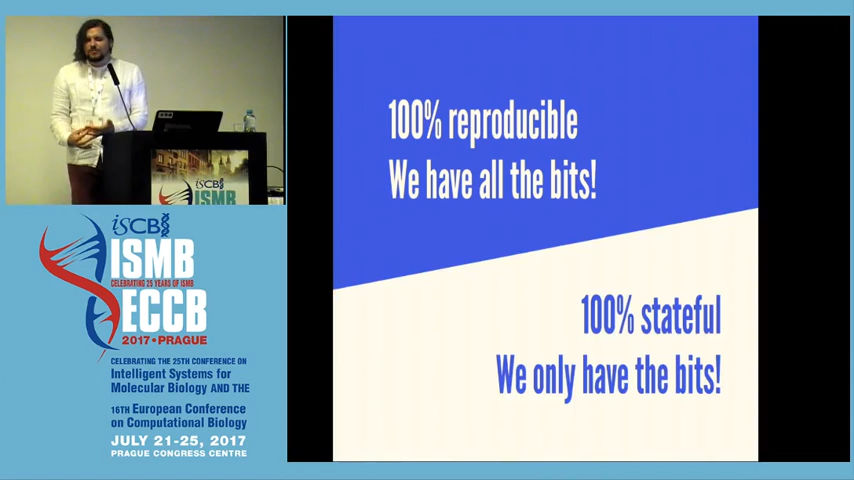 iSCB
ISMB
iSCB
ISMB
CELEBRATING 25 YEARS OF ISMB
ECCB
2017 • PRAGUE
CELEBRATING THE 25TH CONFERENCE ON
Intelligent Systems for
Molecular Biology AND THE
16TH European Conference
on Computational Biology
JULY 21-25, 2017
PRAGUE CONGRESS CENTRE
100% reproducible
We have all the bits!
100% stateful
We only have the bits!